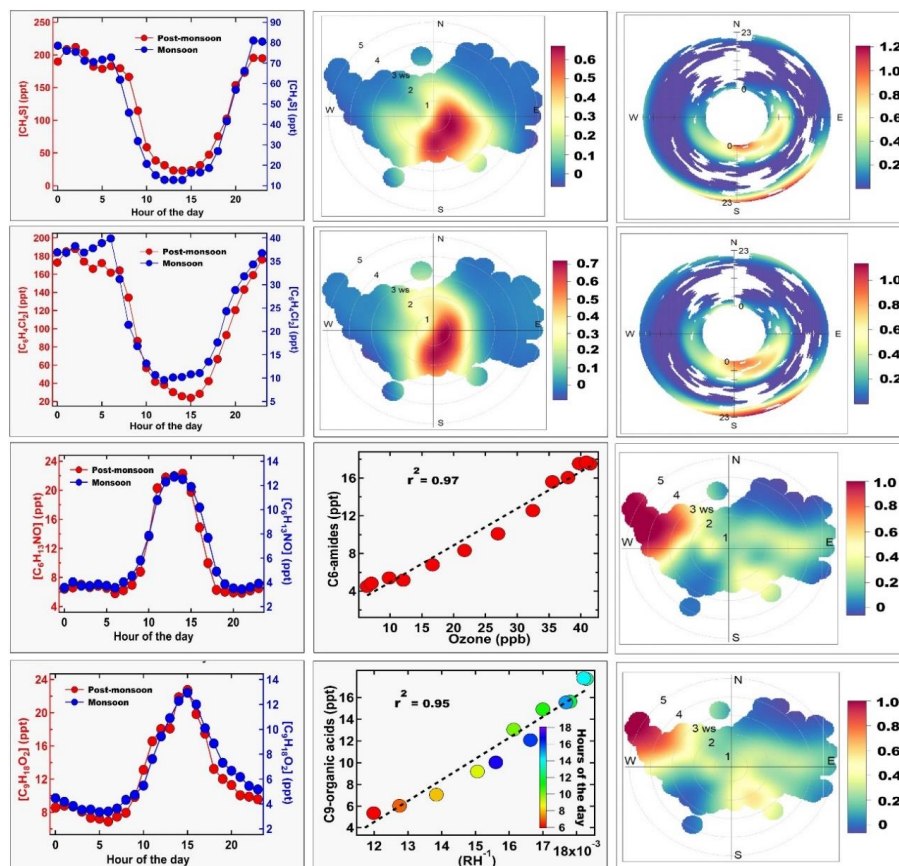 [CH₄S] (ppt)
250
200
150
100
50
0
Post-monsoon
Monsoon
90
80
70
60
50
40
30
20
10
[CH₄S] (ppt)
0 5 10 15 20
Hour of the day
N
5
4
3 ws
2
1
W E
S
0.6
0.5
0.4
0.3
0.2
0.1
0
N
23
0
W E
0
23
S
1.2
1.0
0.8
0.6
0.4
0.2
[C₆H₄Cl₂] (ppt)
200
180
160
140
120
100
80
60
40
20
Post-monsoon
Monsoon
40
35
30
25
20
15
10
5
[C₆H₄Cl₂] (ppt)
0 5 10 15 20
Hour of the day
N
5
4
3 ws
2
1
W E
S
0.7
0.6
0.5
0.4
0.3
0.2
0.1
0
N
23
0
W E
0
23
S
1.0
0.8
0.6
0.4
0.2
[C₆H₁₃NO] (ppt)
24
20
16
12
8
4
Post-monsoon
Monsoon
14
12
10
8
6
4
2
[C₆H₁₃NO] (ppt)
0 5 10 15 20
Hour of the day
C6-amides (ppt)
16
12
8
4
r² = 0.97
10 15 20 25 30 35 40
Ozone (ppb)
N
5
4
3 ws
2
1
W E
S
1.0
0.8
0.6
0.4
0.2
0
[C₉H₁₈O₂] (ppt)
24
20
16
12
8
Post-monsoon
Monsoon
14
12
10
8
6
4
2
[C₉H₁₈O₂] (ppt)
0 5 10 15 20
Hour of the day
C9-organic acids (ppt)
16
14
12
10
8
6
4
r² = 0.95
18
16
14
12
10
8
6
Hours of the day
12 13 14 15 16 17 18x10⁻³
(RH⁻¹)
N
5
4
3 ws
2
1
W E
S
1.0
0.8
0.6
0.4
0.2
0